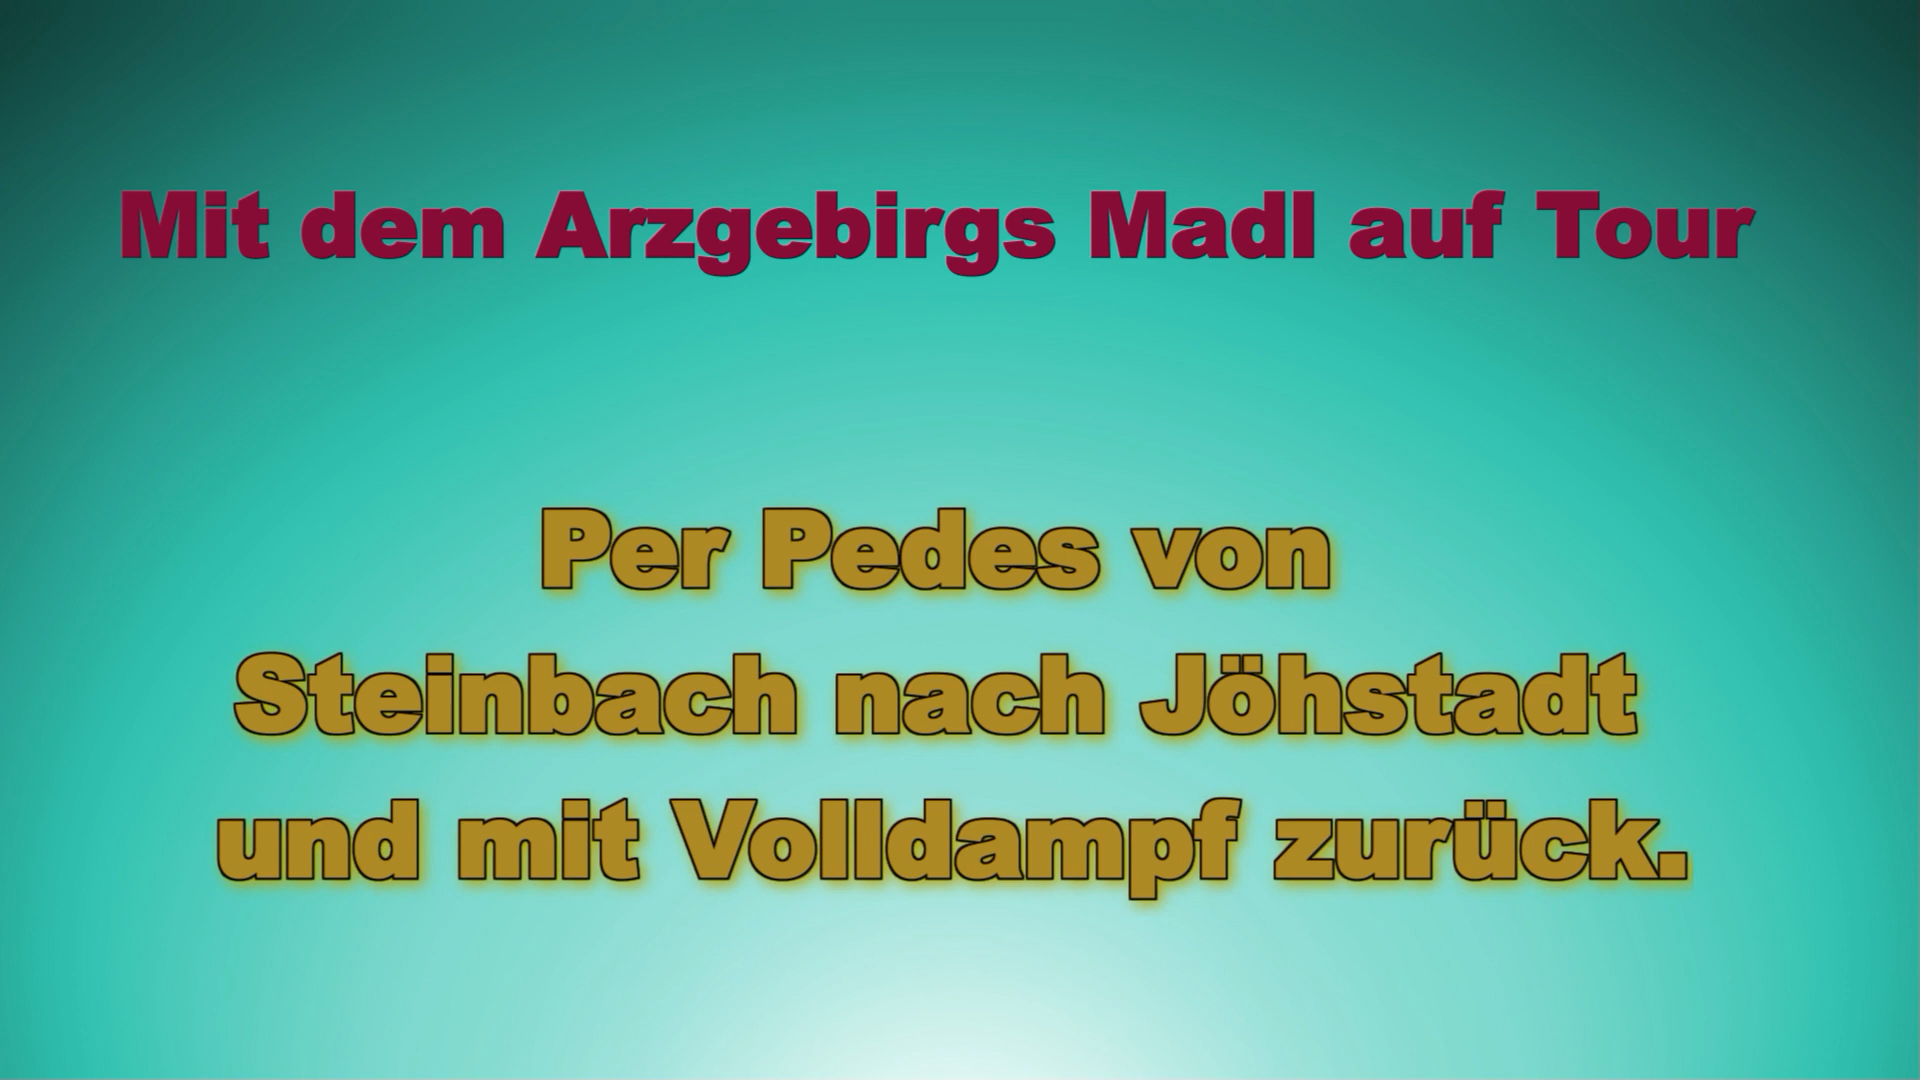 Mit dem Arzgebirgs Madl auf Tour
Per Pedes von
Steinbach nach Jöhstadt
und mit Volldampf zurück.